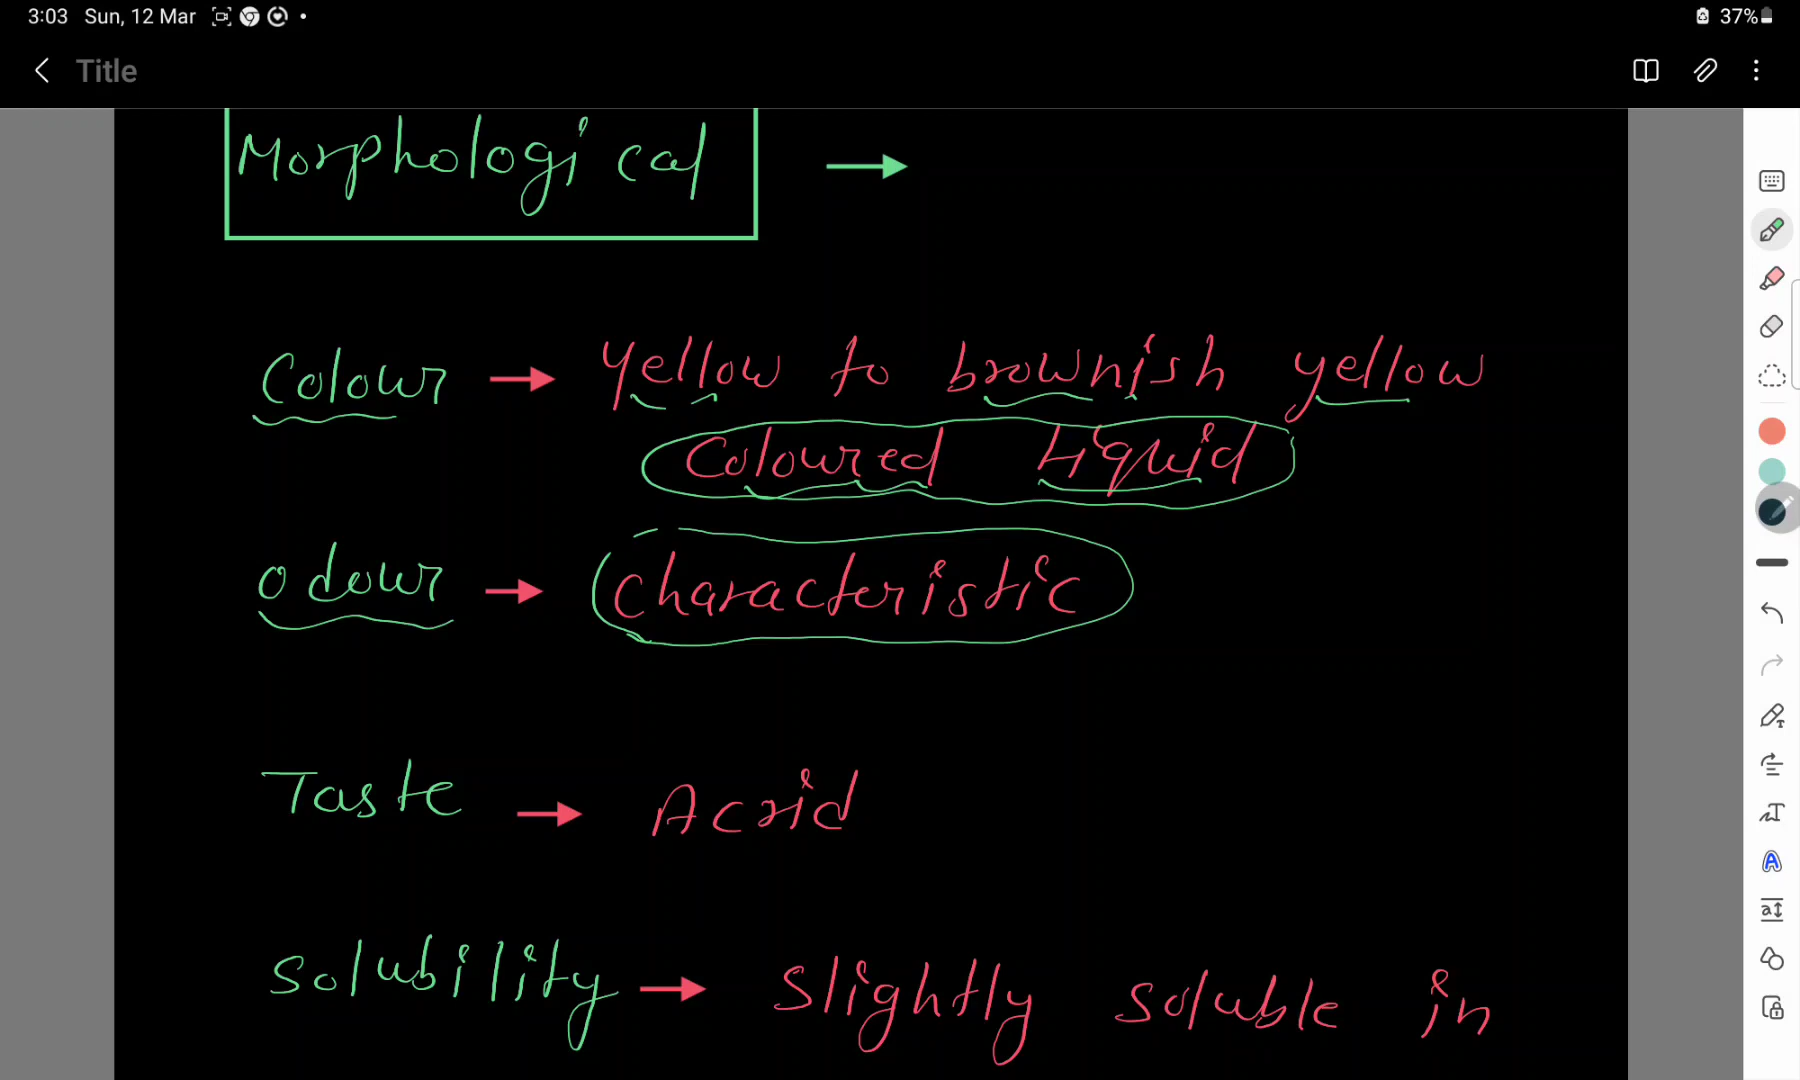 3:03 Sun, 12 Mar 37%
Title
Morphological →
Colour → Yellow to brownish yellow
Coloured Liquid
odour → Characteristic
Taste → Acrid
Solubility → Slightly soluble in